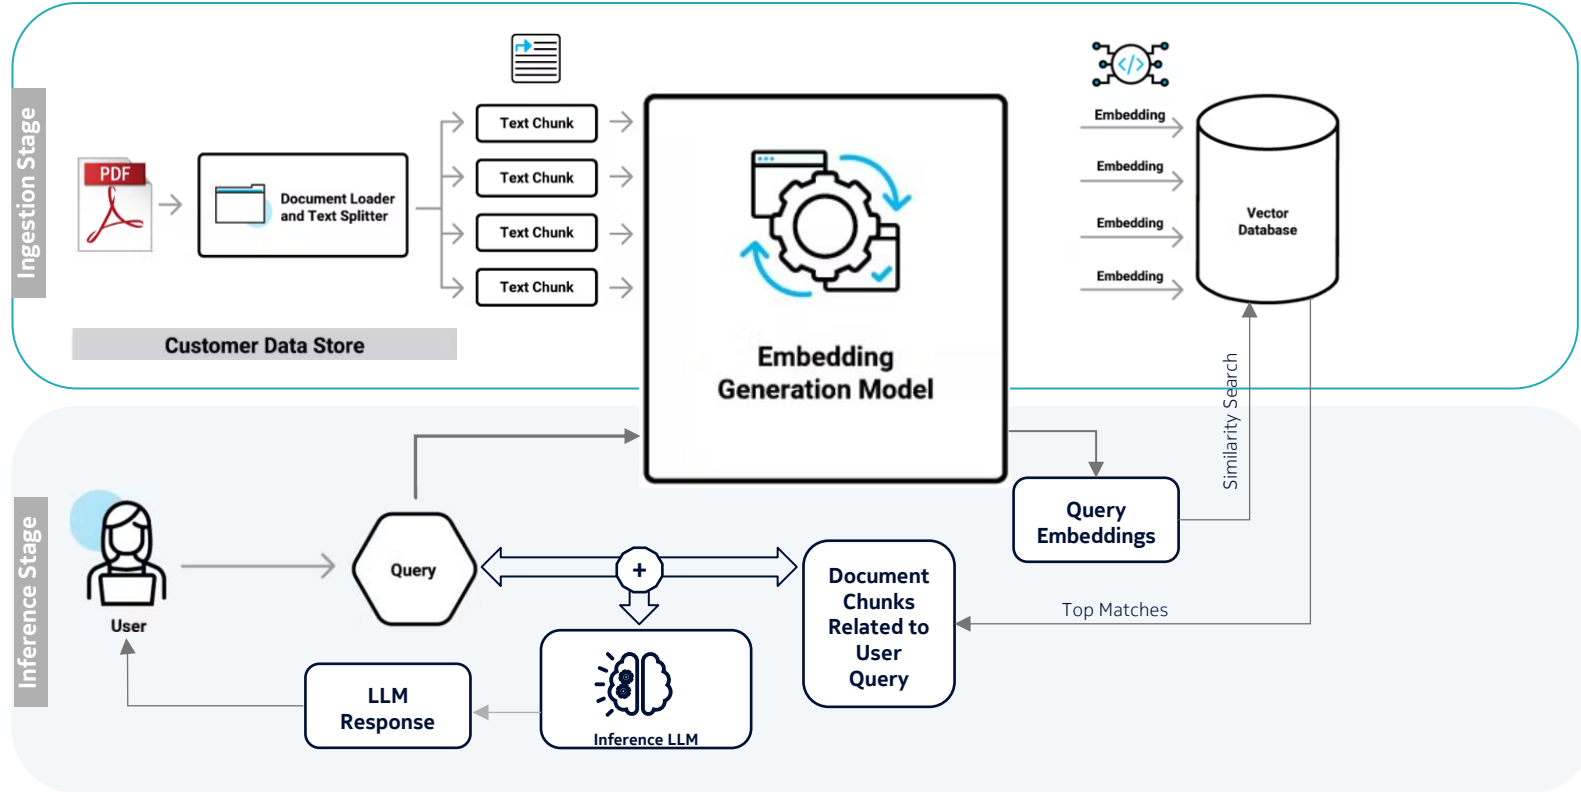 Ingestion Stage
PDF
Document Loader
and Text Splitter
Text Chunk
Text Chunk
Text Chunk
Text Chunk
Customer Data Store
Embedding
Generation Model
</>
Embedding
Embedding
Embedding
Embedding
Vector
Database
Similarity Search
Inference Stage
User
Query
+
Query
Embeddings
Document
Chunks
Related to
User
Query
Top Matches
Inference LLM
LLM
Response